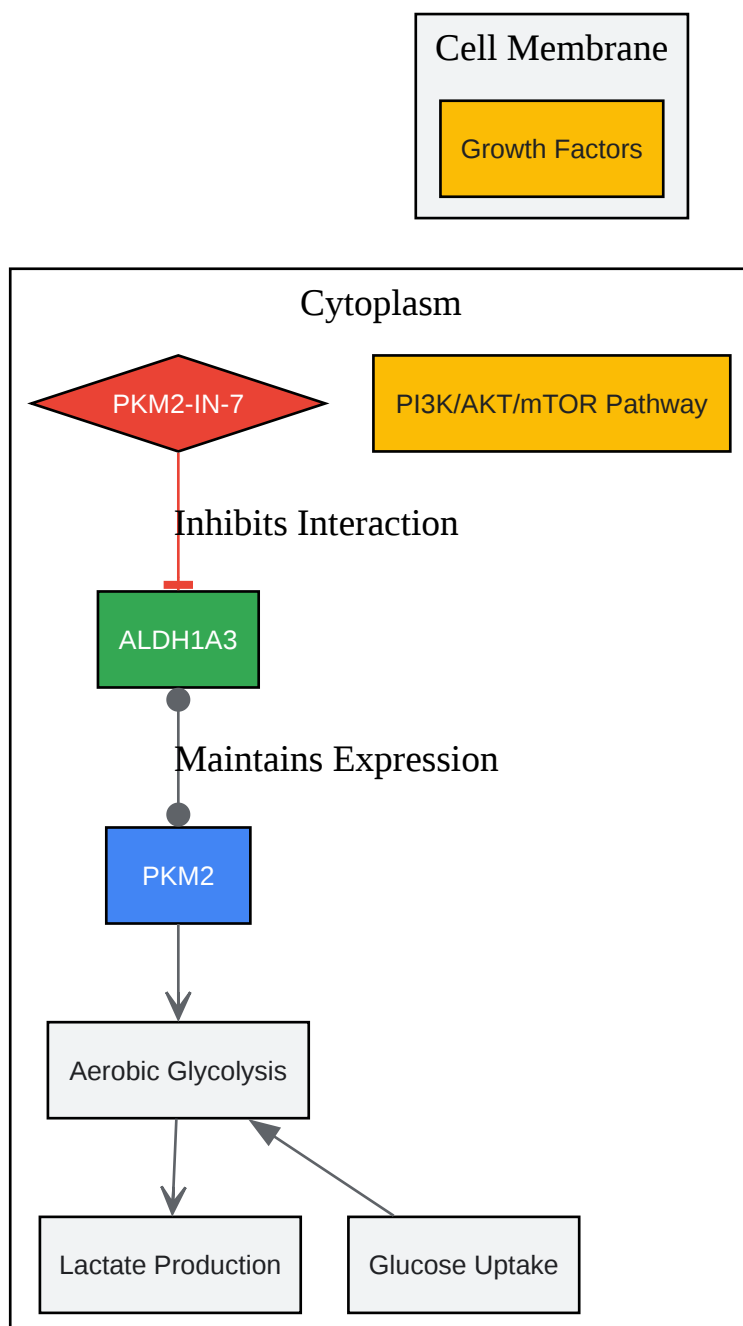 Cell Membrane
Growth Factors
Cytoplasm
PKM2-IN-7
PI3K/AKT/mTOR Pathway
Inhibits Interaction
ALDH1A3
Maintains Expression
PKM2
Aerobic Glycolysis
Lactate Production
Glucose Uptake